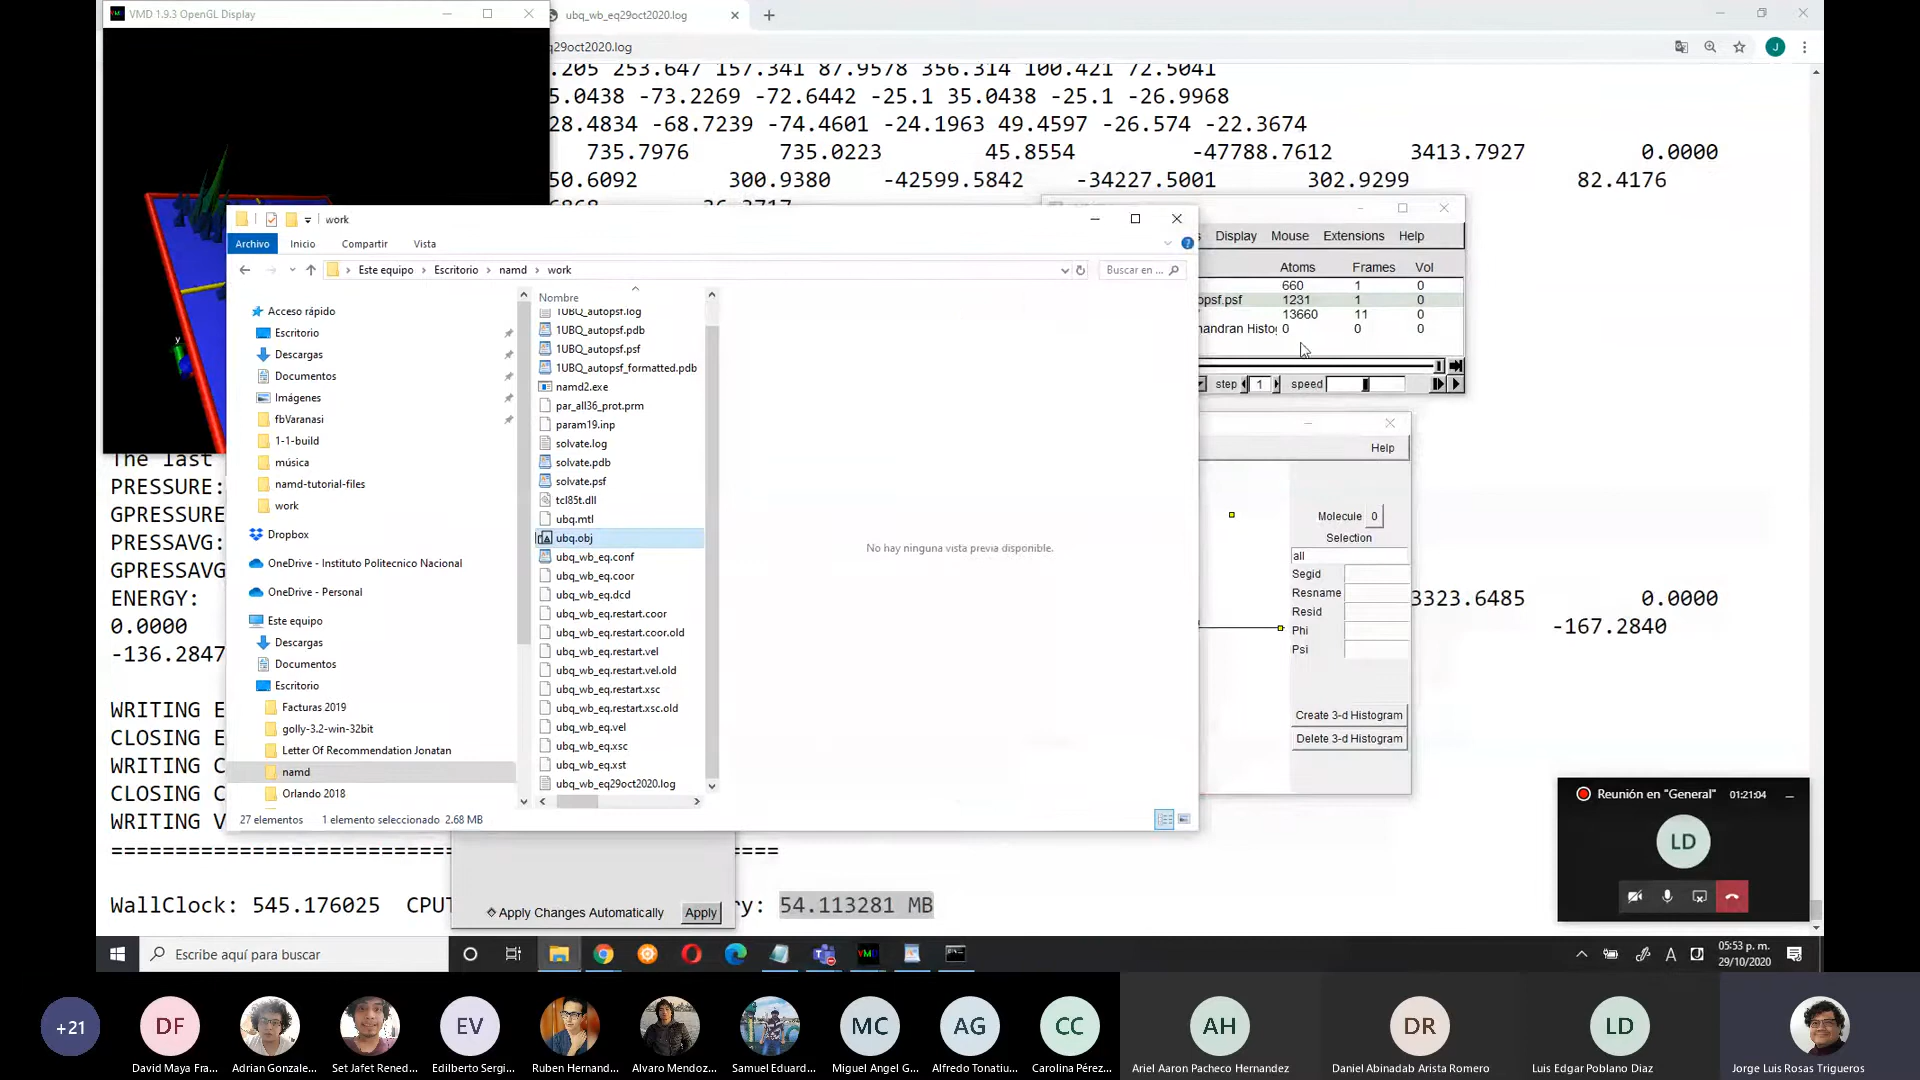 VMD 1.9.3 OpenGL Display
ubq_wb_eq29oct2020.log
q29oct2020.log
.205 253.647 157.341 87.9578 356.314 100.421 72.5041
5.0438 -73.2269 -72.6442 -25.1 35.0438 -25.1 -26.9968
28.4834 -68.7239 -74.4601 -24.1963 49.4597 -26.574 -22.3674
735.7976 735.0223 45.8554 -47788.7612 3413.7927 0.0000
50.6092 300.9380 -42599.5842 -34227.5001 302.9299 82.4176
work
Archivo Inicio Compartir Vista
Este equipo Escritorio namd work
Buscar en ...
Acceso rápido
Escritorio
Descargas
Documentos
Imágenes
fbVaranasi
1-1-build
música
namd-tutorial-files
work
Dropbox
OneDrive - Instituto Politecnico Nacional
OneDrive - Personal
Este equipo
Descargas
Documentos
Escritorio
Facturas 2019
golly-3.2-win-32bit
Letter Of Recommendation Jonatan
namd
Orlando 2018
Nombre
1UBQ_autopsf.log
1UBQ_autopsf.pdb
1UBQ_autopsf.psf
1UBQ_autopsf_formatted.pdb
namd2.exe
par_all36_prot.prm
param19.inp
solvate.log
solvate.pdb
solvate.psf
tcl85t.dll
ubq.mtl
ubq.obj
ubq_wb_eq.conf
ubq_wb_eq.coor
ubq_wb_eq.dcd
ubq_wb_eq.restart.coor
ubq_wb_eq.restart.coor.old
ubq_wb_eq.restart.vel
ubq_wb_eq.restart.vel.old
ubq_wb_eq.restart.xsc
ubq_wb_eq.restart.xsc.old
ubq_wb_eq.vel
ubq_wb_eq.xsc
ubq_wb_eq.xst
ubq_wb_eq29oct2020.log
No hay ninguna vista previa disponible.
27 elementos 1 elemento seleccionado 2.68 MB
s Display Mouse Extensions Help
Atoms Frames Vol
660 1 0
opsf.psf 1231 1 0
13660 11 0
nandran Histog 0 0 0
step 1 speed
Help
Molecule 0
Selection
all
Segid
Resname
Resid
Phi
Psi
Create 3-d Histogram
Delete 3-d Histogram
The last
PRESSURE:
GPRESSURE
PRESSAVG:
GPRESSAVG
ENERGY: 3323.6485 0.0000
0.0000 -167.2840
-136.2847
WRITING E
CLOSING E
WRITING C
CLOSING C
WRITING V
WallClock: 545.176025 CPUT ry: 54.113281 MB
Apply Changes Automatically Apply
Reunión en "General" 01:21:04
LD
Escribe aquí para buscar
VMD
05:53 p. m.
29/10/2020
+21 DF EV MC AG CC AH DR LD
David Maya Fra... Adrian Gonzale... Set Jafet Rened... Edilberto Sergi... Ruben Hernand... Alvaro Mendoz... Samuel Eduard... Miguel Angel G... Alfredo Tonatiu... Carolina Pérez... Ariel Aaron Pacheco Hernandez Daniel Abinadab Arista Romero Luis Edgar Poblano Diaz Jorge Luis Rosas Trigueros